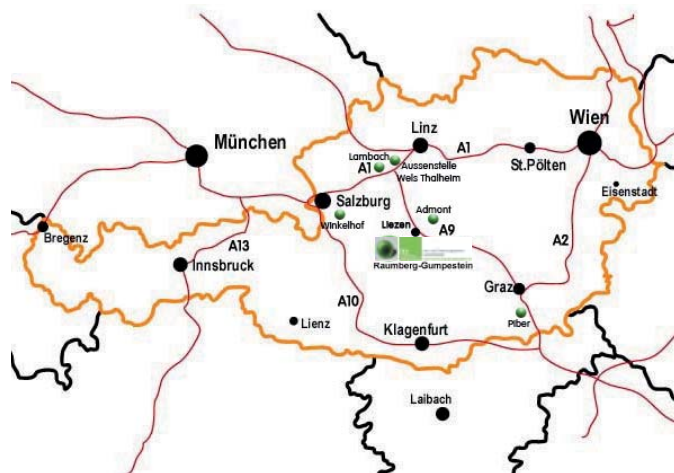 Wien
Linz
A1
St.Pölten
München
Lambach
A1
Aussenstelle
Wels Thalheim
Eisenstadt
Salzburg
Winkelhof
Admont
Liezen
A9
A2
Bregenz
A13
Innsbruck
Raumberg-Gumpestein
Graz
A10
Piber
Lienz
Klagenfurt
Laibach